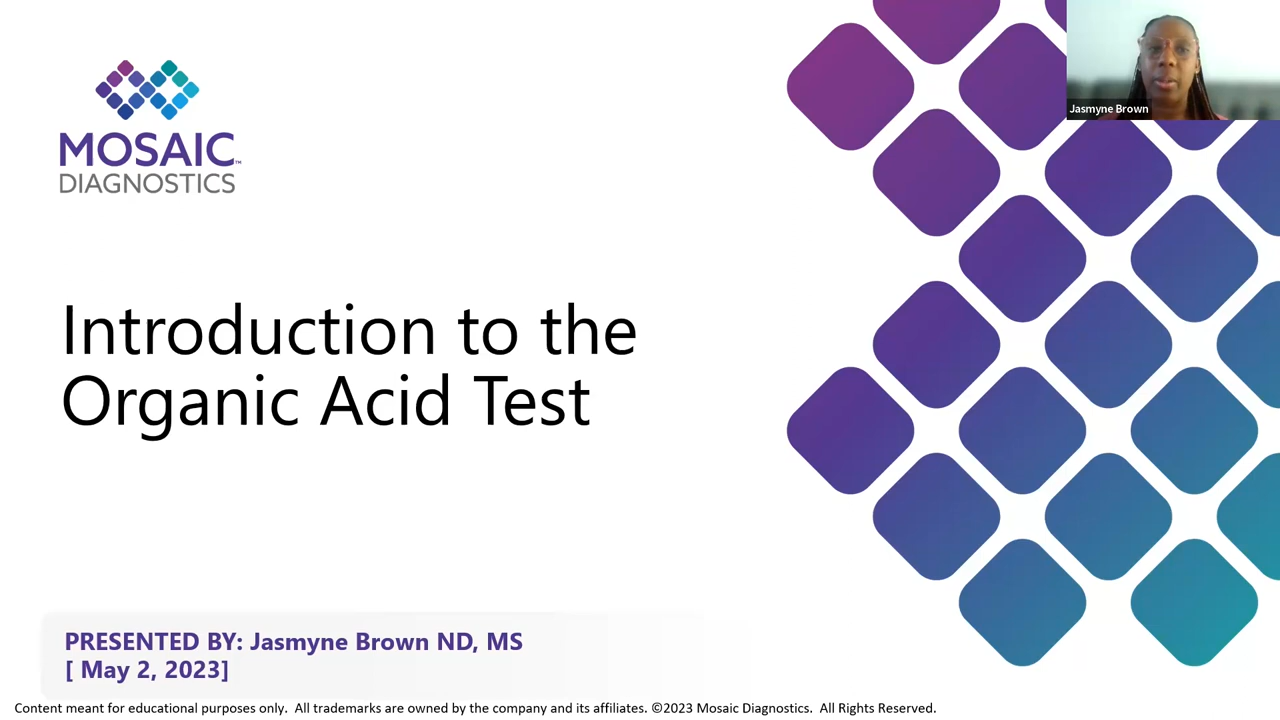 Jasmyne Brown
MOSAIC™
DIAGNOSTICS
Introduction to the
Organic Acid Test
PRESENTED BY: Jasmyne Brown ND, MS
[ May 2, 2023]
Content meant for educational purposes only. All trademarks are owned by the company and its affiliates. ©2023 Mosaic Diagnostics. All Rights Reserved.